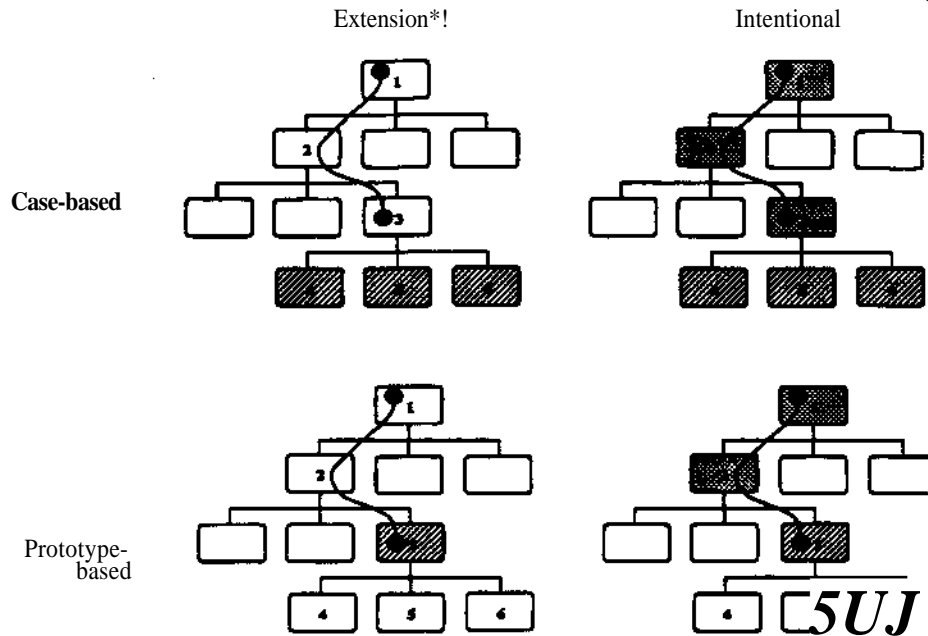 Extension*! Intentional
1
2
3
Case-based
1
2
Prototype-
based
4 5 6
4 5UJ